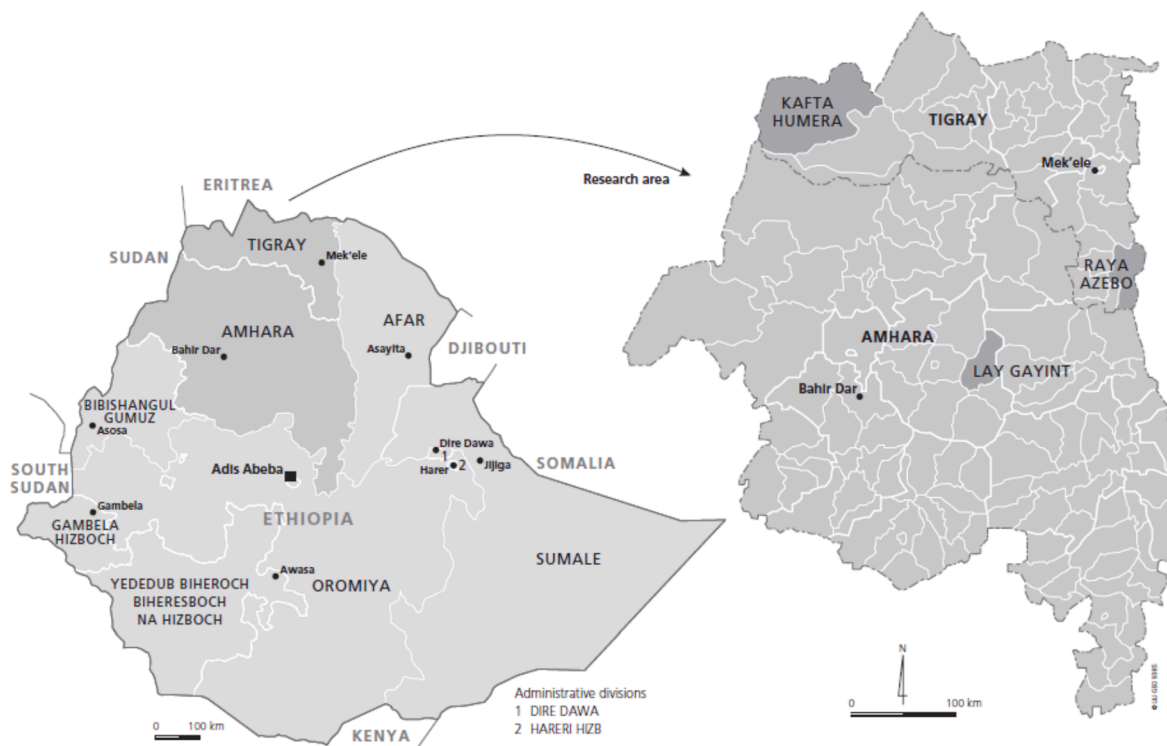 ERITREA
SUDAN
TIGRAY
Mek'ele
AMHARA
AFAR
Bahir Dar
Asayita
DJIBOUTI
BIBISHANGUL
GUMUZ
Asosa
Dire Dawa
1
Harer
2
Jijiga
SOMALIA
SOUTH
SUDAN
Adis Abeba
Gambela
GAMBELA
HIZBOCH
ETHIOPIA
SUMALE
Awasa
OROMIYA
YEDEDUB BIHEROCH
BIHERESBOCH
NA HIZBOCH
Administrative divisions
1 DIRE DAWA
2 HARERI HIZB
0 100 km
KENYA
Research area
KAFTA
HUMERA
TIGRAY
Mek'ele
RAYA
AZEBO
AMHARA
LAY GAYINT
Bahir Dar
N
0 100 km
© UU GEO 9385